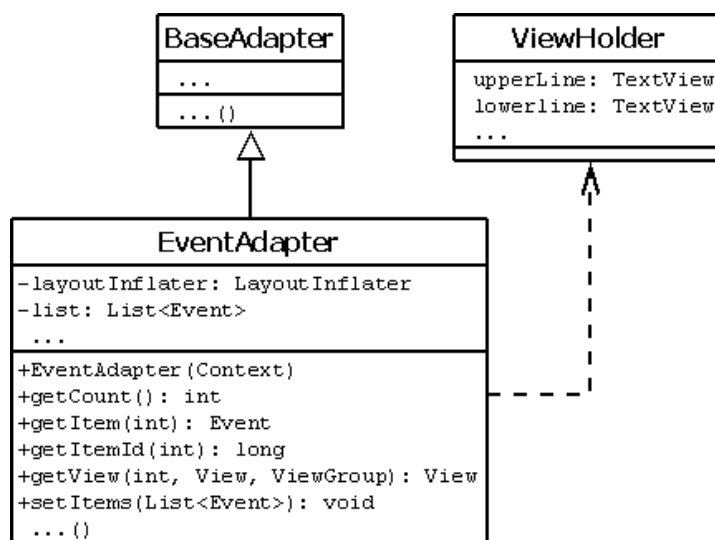 BaseAdapter
...
...()
ViewHolder
upperLine: TextView
lowerline: TextView
...
EventAdapter
-layoutInflater: LayoutInflater
-list: List<Event>
...
+EventAdapter(Context)
+getCount(): int
+getItem(int): Event
+getItemId(int): long
+getView(int, View, ViewGroup): View
+setItems(List<Event>): void
...()